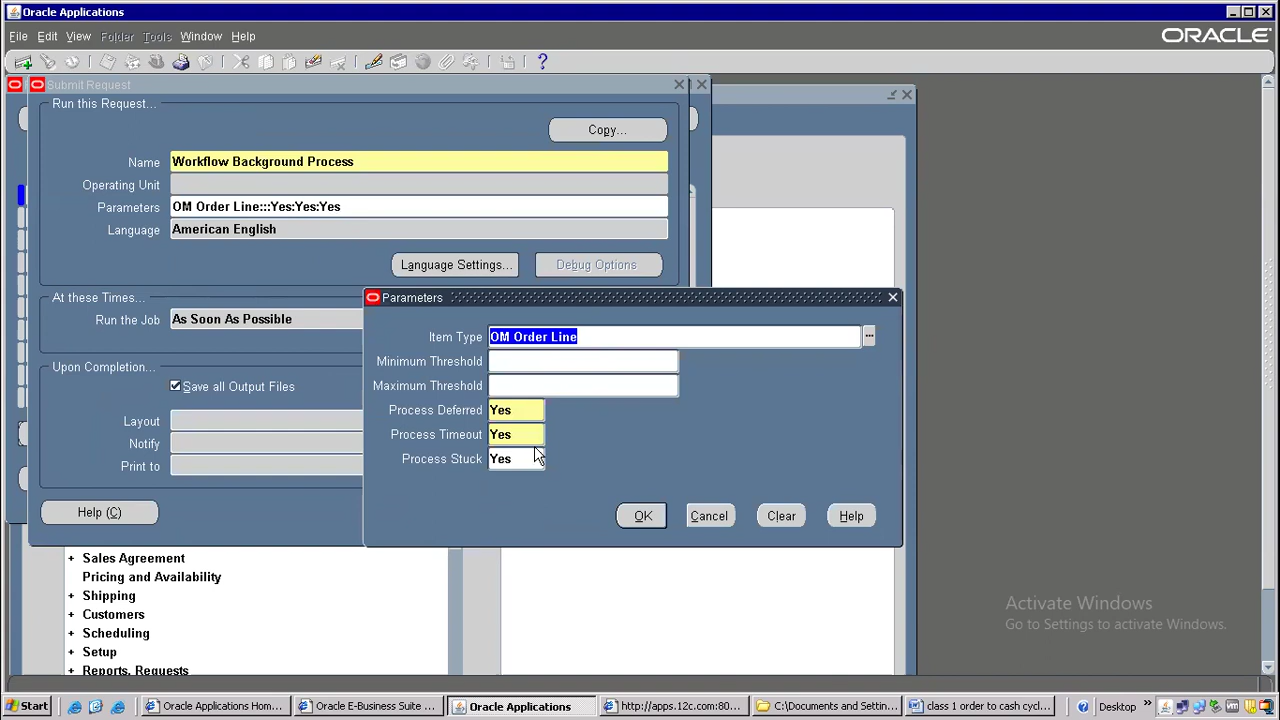 Oracle Applications
File Edit View Folder Tools Window Help
ORACLE
Submit Request
Run this Request...
Copy...
Name Workflow Background Process
Operating Unit
Parameters OM Order Line:::Yes:Yes:Yes
Language American English
Language Settings... Debug Options
At these Times...
Run the Job As Soon As Possible
Upon Completion...
Save all Output Files
Layout
Notify
Print to
Help (C)
Parameters
Item Type OM Order Line
Minimum Threshold
Maximum Threshold
Process Deferred Yes
Process Timeout Yes
Process Stuck Yes
OK Cancel Clear Help
+ Sales Agreement
Pricing and Availability
+ Shipping
+ Customers
+ Scheduling
+ Setup
+ Reports, Requests
Activate Windows
Go to Settings to activate Windows.
Start Oracle Applications Hom... Oracle E-Business Suite ... Oracle Applications http://apps.12c.com:80... C:\Documents and Settin... class 1 order to Cash cycl... Desktop